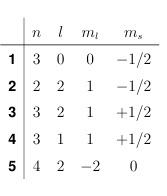 n l m_l m_s
1 3 0 0 −1/2
2 2 2 1 −1/2
3 3 2 1 +1/2
4 3 1 1 +1/2
5 4 2 −2 0